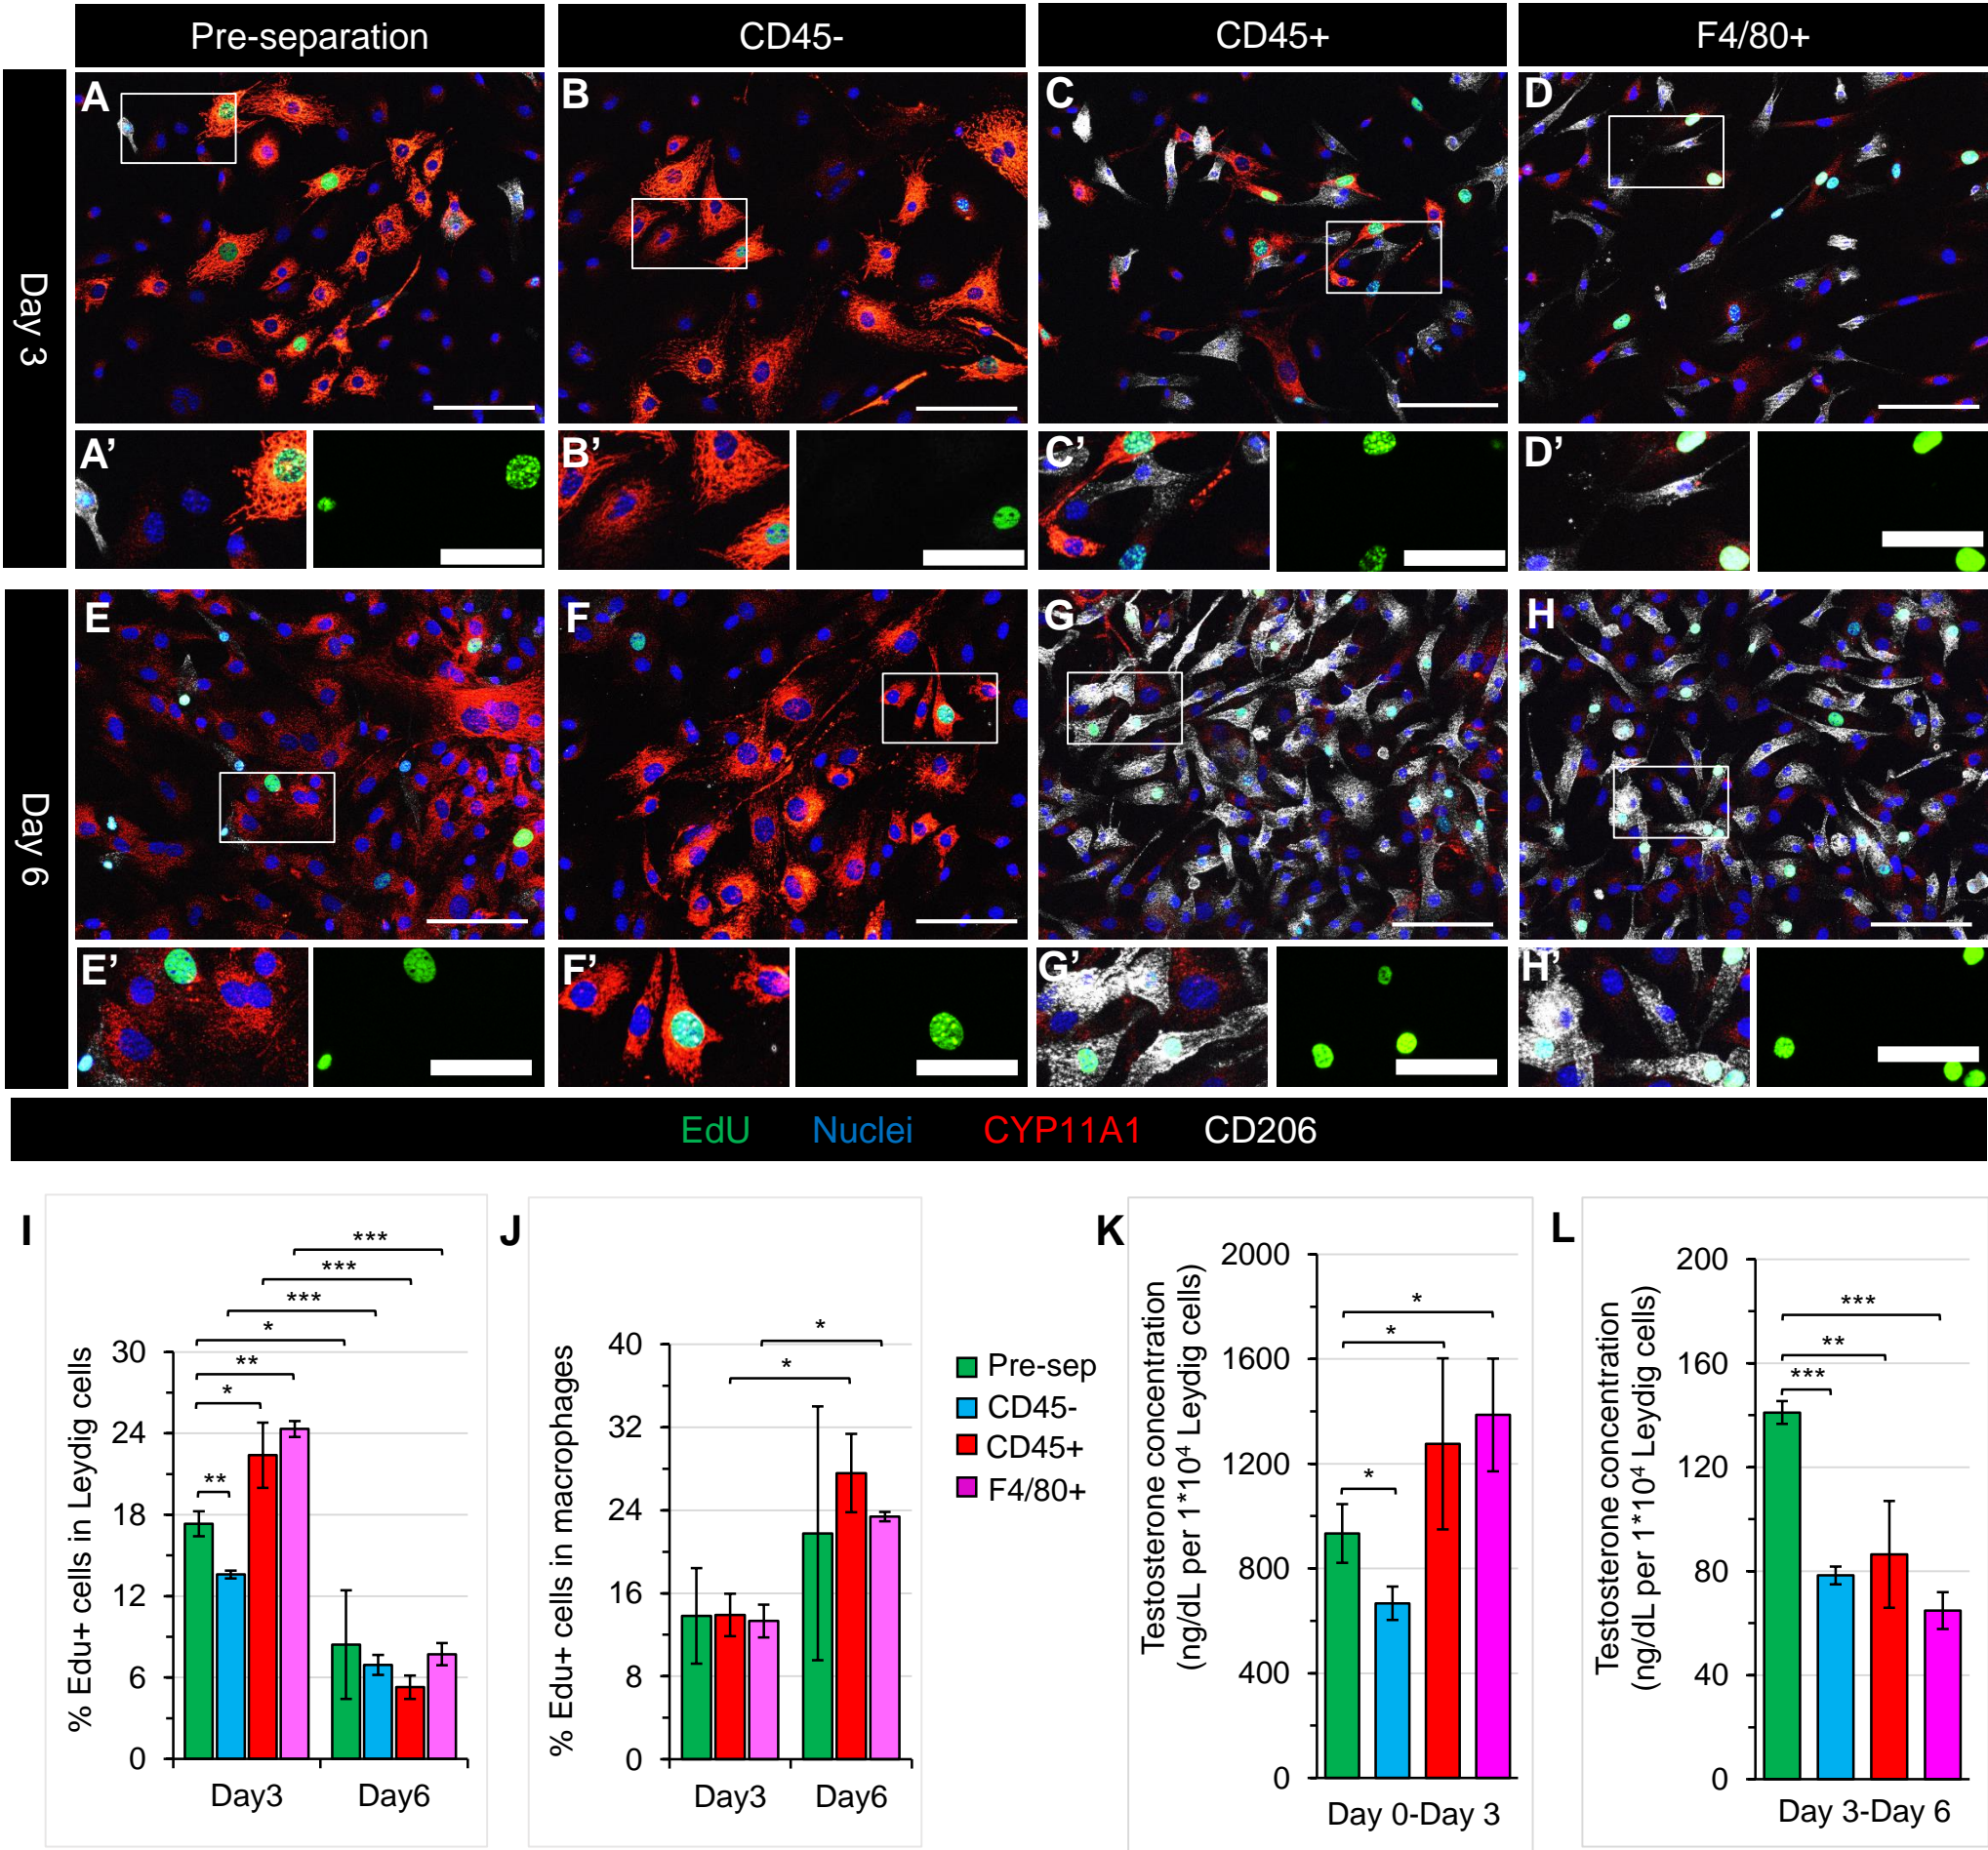 Pre-separation
CD45-
CD45+
F4/80+
Day 3
A
B
C
D
A’
B’
C’
D’
Day 6
E
F
G
H
E’
F’
G’
H’
EdU Nuclei CYP11A1 CD206
I
% Edu+ cells in Leydig cells
30
24
18
12
6
0
***
***
***
*
**
*
**
Day3
Day6
J
% Edu+ cells in macrophages
40
32
24
16
8
0
*
*
Day3
Day6
Pre-sep
CD45-
CD45+
F4/80+
K
Testosterone concentration
(ng/dL per 1*10⁴ Leydig cells)
2000
1600
1200
800
400
0
*
*
*
Day 0-Day 3
L
Testosterone concentration
(ng/dL per 1*10⁴ Leydig cells)
200
160
120
80
40
0
***
**
***
Day 3-Day 6